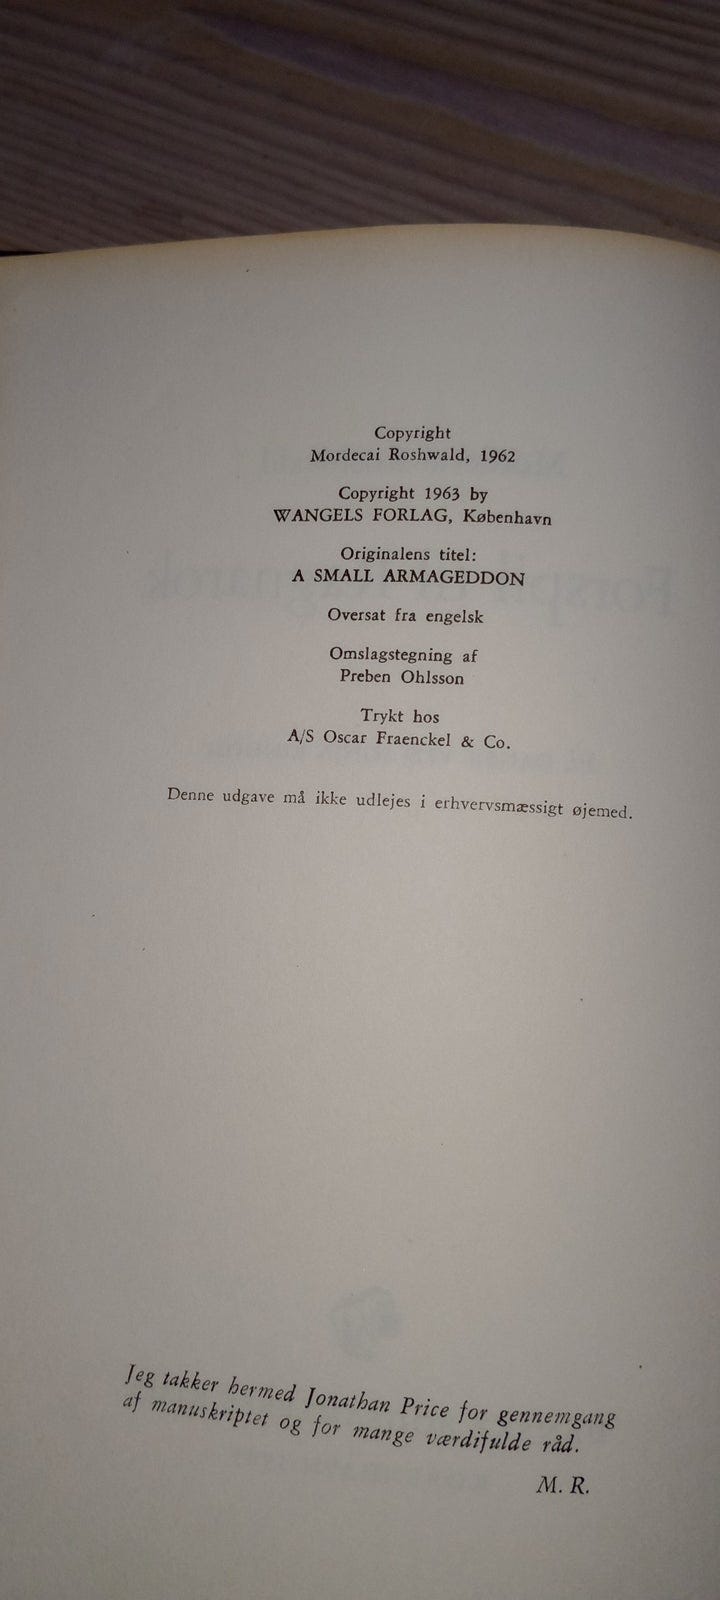 Copyright
Mordecai Roshwald, 1962
Copyright 1963 by
WANGELS FORLAG, København
Originalens titel:
A SMALL ARMAGEDDON
Oversat fra engelsk
Omslagstegning af
Preben Ohlsson
Trykt hos
A/S Oscar Fraenckel & Co.
Denne udgave må ikke udlejes i erhvervsmæssigt øjemed.
Jeg takker hermed Jonathan Price for gennemgang
af manuskriptet og for mange værdifulde råd.
M. R.